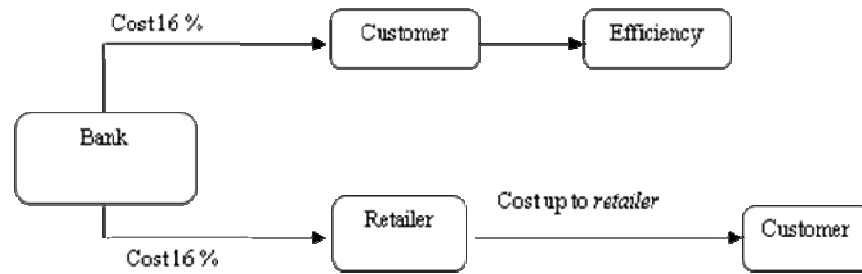 Cost 16 %
Customer
Efficiency
Bank
Retailer
Cost up to retailer
Customer
Cost 16 %